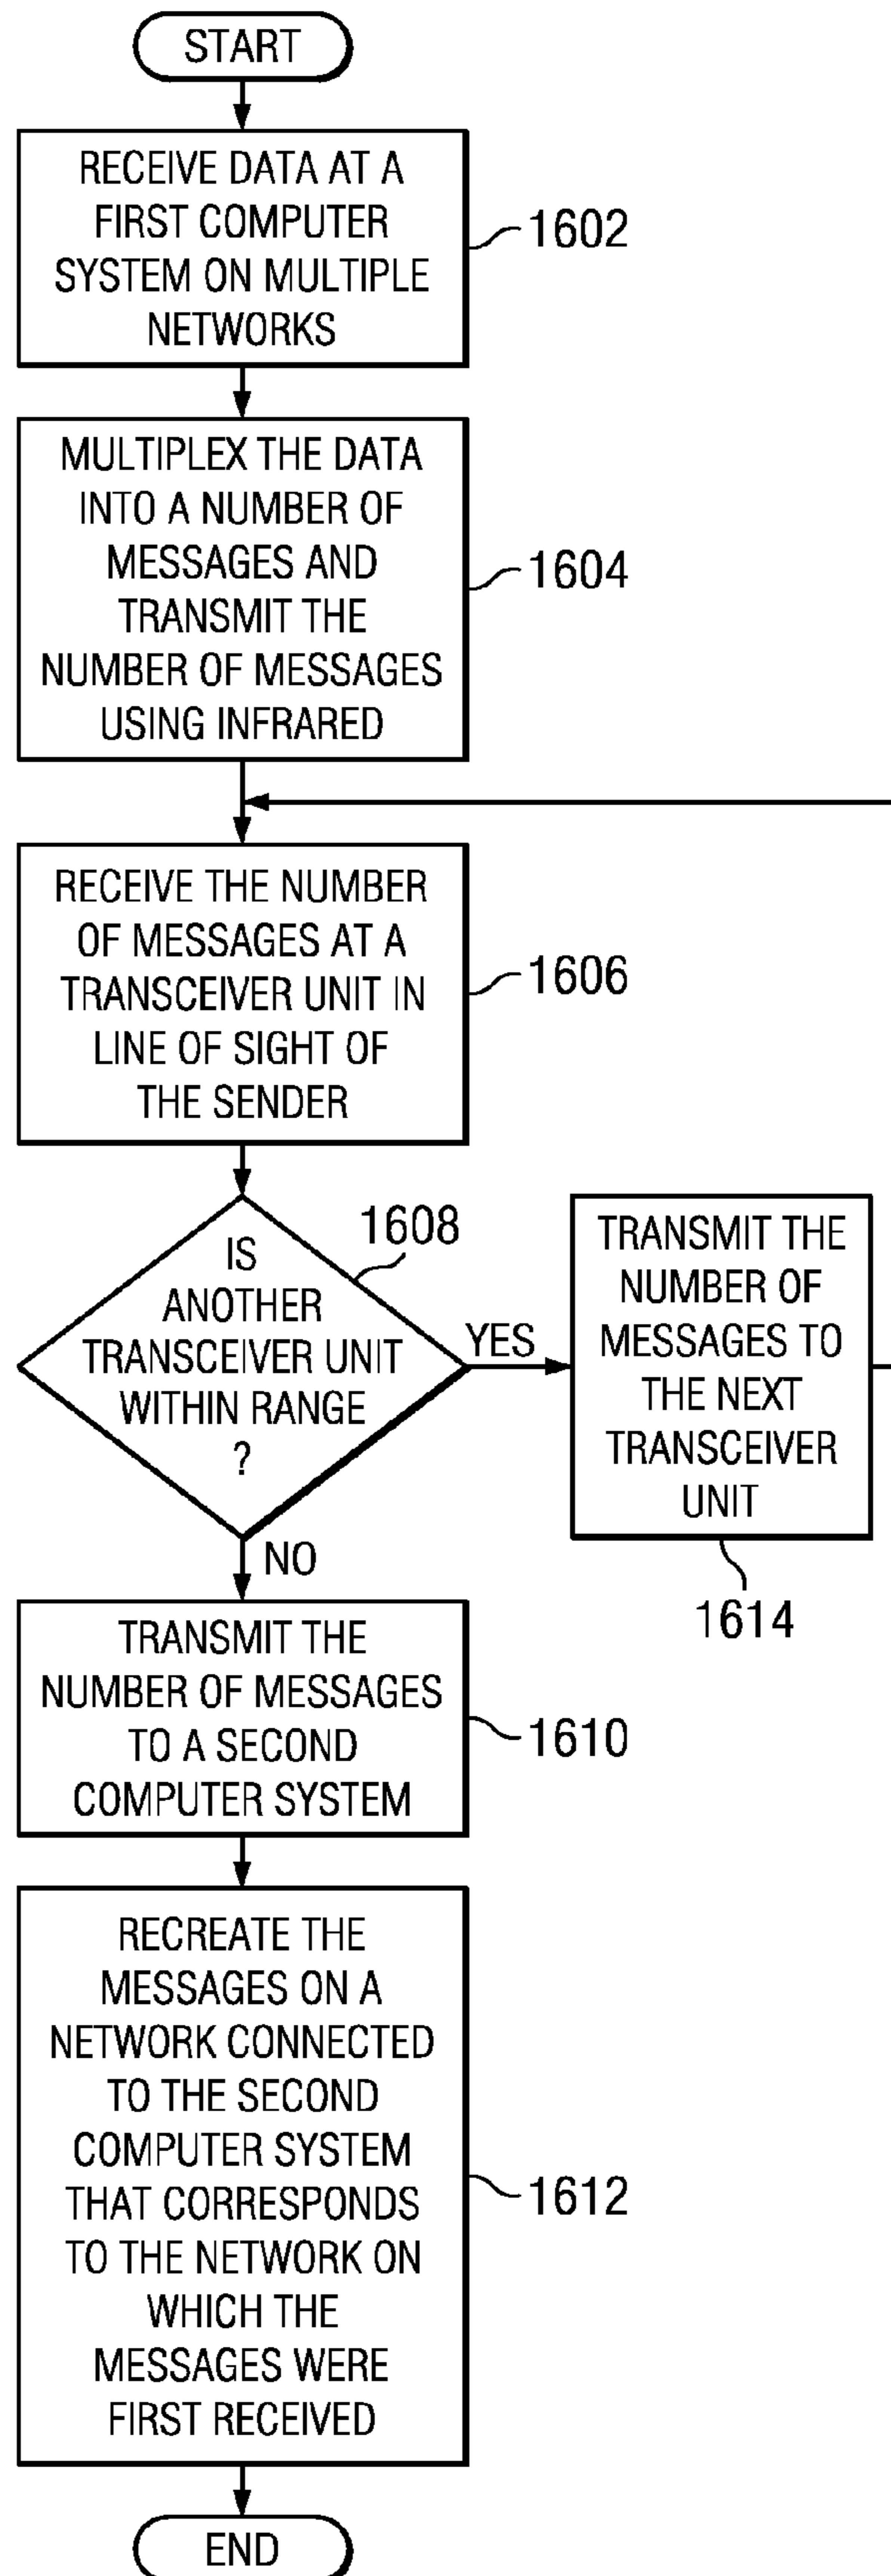 START
RECEIVE DATA AT A
FIRST COMPUTER
SYSTEM ON MULTIPLE
NETWORKS
1602
MULTIPLEX THE DATA
INTO A NUMBER OF
MESSAGES AND
TRANSMIT THE
NUMBER OF MESSAGES
USING INFRARED
1604
RECEIVE THE NUMBER
OF MESSAGES AT A
TRANSCEIVER UNIT IN
LINE OF SIGHT OF
THE SENDER
1606
IS
ANOTHER
TRANSCEIVER UNIT
WITHIN RANGE
?
1608
YES
TRANSMIT THE
NUMBER OF
MESSAGES TO
THE NEXT
TRANSCEIVER
UNIT
1614
NO
TRANSMIT THE
NUMBER OF MESSAGES
TO A SECOND
COMPUTER SYSTEM
1610
RECREATE THE
MESSAGES ON A
NETWORK CONNECTED
TO THE SECOND
COMPUTER SYSTEM
THAT CORRESPONDS
TO THE NETWORK ON
WHICH THE
MESSAGES WERE
FIRST RECEIVED
1612
END